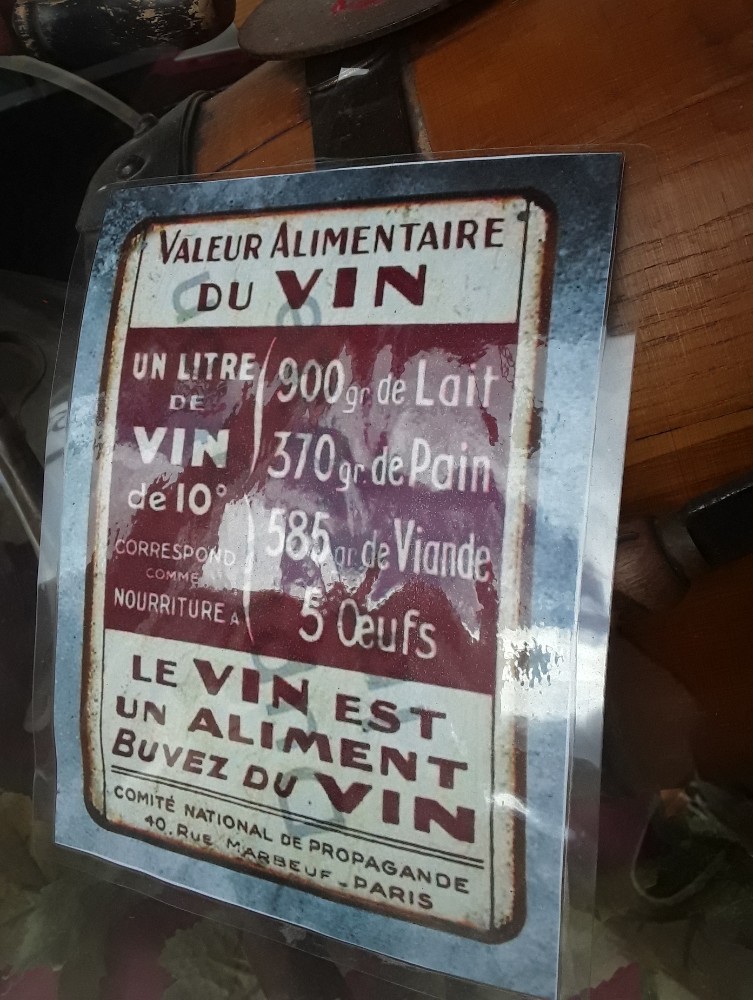 VALEUR ALIMENTAIRE
DU VIN
UN LITRE
DE
VIN
de 10°
CORRESPOND
COMME
NOURRITURE A
900 gr de Lait
370 gr. de Pain
585 gr de Viande
5 Œufs
LE VIN EST
UN ALIMENT
BUVEZ DU VIN
COMITÉ NATIONAL DE PROPAGANDE
40, RUE MARBEUF - PARIS